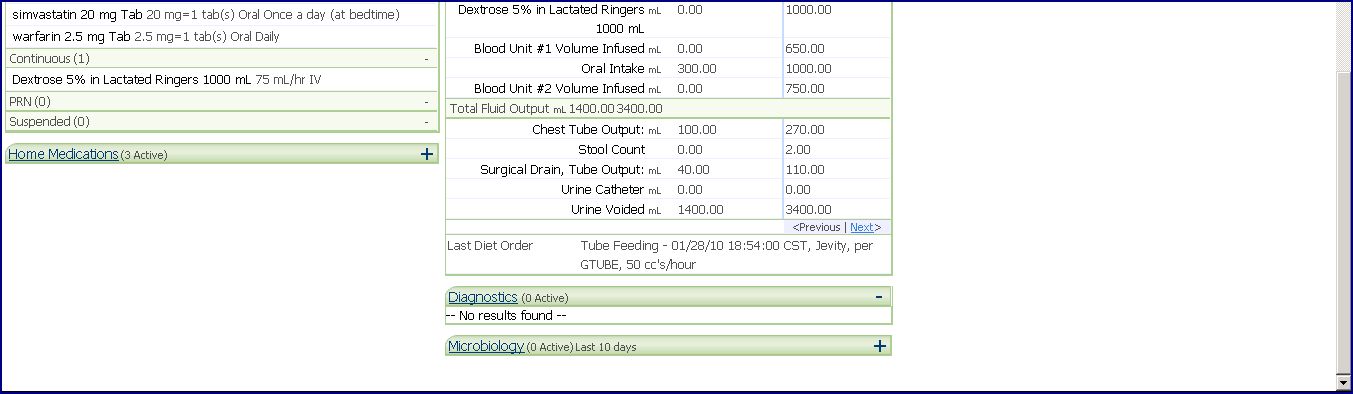 simvastatin 20 mg Tab 20 mg=1 tab(s) Oral Once a day (at bedtime)
warfarin 2.5 mg Tab 2.5 mg=1 tab(s) Oral Daily
Continuous (1) -
Dextrose 5% in Lactated Ringers 1000 mL 75 mL/hr IV
PRN (0) -
Suspended (0) -
Home Medications (3 Active) +
Dextrose 5% in Lactated Ringers mL 0.00 1000.00
1000 mL
Blood Unit #1 Volume Infused mL 0.00 650.00
Oral Intake mL 300.00 1000.00
Blood Unit #2 Volume Infused mL 0.00 750.00
Total Fluid Output mL 1400.00 3400.00
Chest Tube Output: mL 100.00 270.00
Stool Count 0.00 2.00
Surgical Drain, Tube Output: mL 40.00 110.00
Urine Catheter mL 0.00 0.00
Urine Voided mL 1400.00 3400.00
<Previous | Next>
Last Diet Order Tube Feeding - 01/28/10 18:54:00 CST, Jevity, per
GTUBE, 50 cc's/hour
Diagnostics (0 Active) -
-- No results found --
Microbiology (0 Active) Last 10 days +